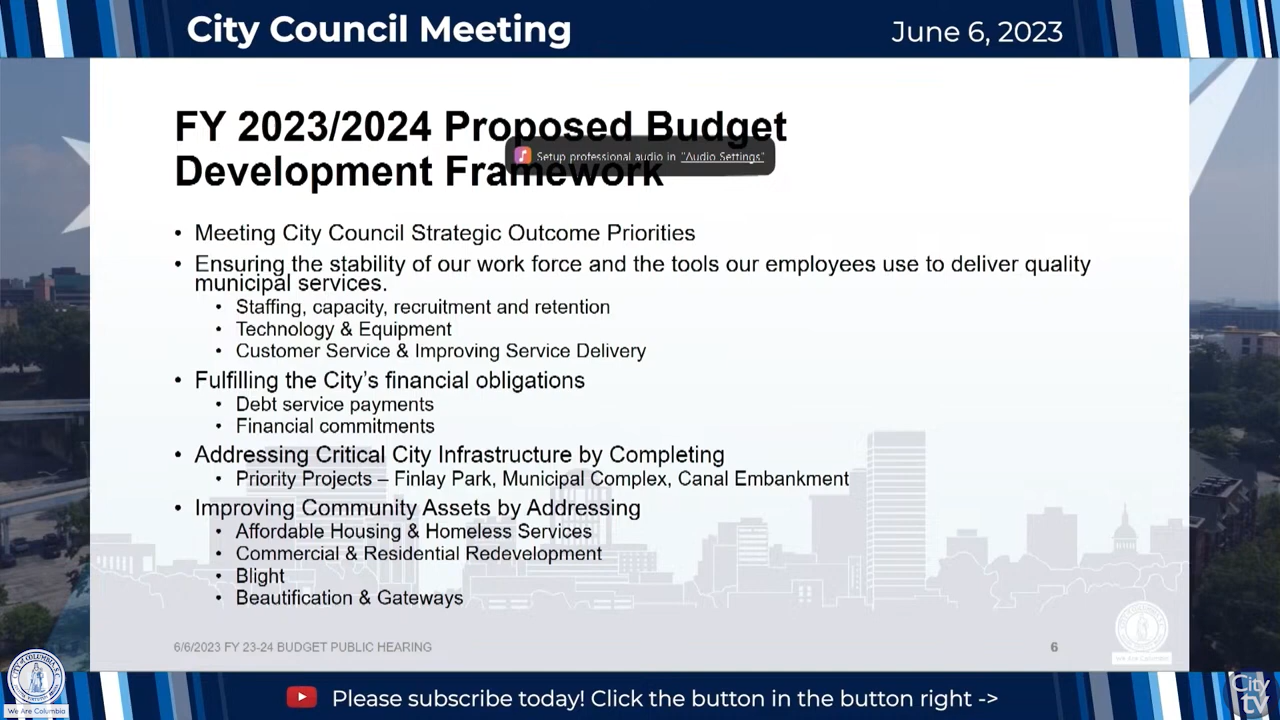 City Council Meeting
June 6, 2023
FY 2023/2024 Proposed Budget
Development Framework
Setup professional audio in "Audio Settings"
• Meeting City Council Strategic Outcome Priorities
• Ensuring the stability of our work force and the tools our employees use to deliver quality
municipal services.
• Staffing, capacity, recruitment and retention
• Technology & Equipment
• Customer Service & Improving Service Delivery
• Fulfilling the City's financial obligations
• Debt service payments
• Financial commitments
• Addressing Critical City Infrastructure by Completing
• Priority Projects – Finlay Park, Municipal Complex, Canal Embankment
• Improving Community Assets by Addressing
• Affordable Housing & Homeless Services
• Commercial & Residential Redevelopment
• Blight
• Beautification & Gateways
6/6/2023 FY 23-24 BUDGET PUBLIC HEARING
6
We Are Columbia
We Are Columbia
Please subscribe today! Click the button in the button right ->
City
tv